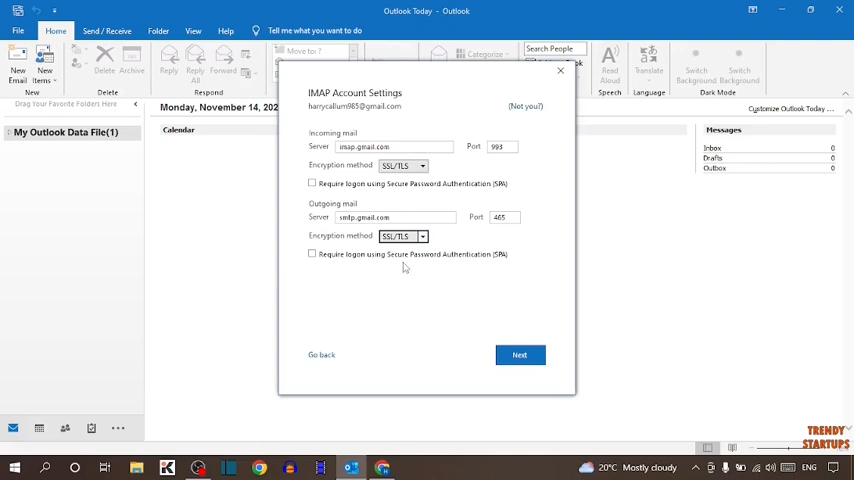 Outlook Today - Outlook
File Home Send / Receive Folder View Help Tell me what you want to do
New Email
New Items
Delete
Archive
Reply
Reply All
Forward
Move to: ?
Categorize
Search People
Read Aloud
Translate
Switch Background
Switch Background
New
Delete
Respond
Speech
Language
Dark Mode
Drag Your Favorite Folders Here
My Outlook Data File(1)
Monday, November 14, 202
Customize Outlook Today ...
Calendar
Messages
Inbox 0
Drafts 0
Outbox 0
IMAP Account Settings
harrycallum985@gmail.com
(Not you?)
Incoming mail
Server imap.gmail.com Port 993
Encryption method SSL/TLS
Require logon using Secure Password Authentication (SPA)
Outgoing mail
Server smtp.gmail.com Port 465
Encryption method SSL/TLS
Require logon using Secure Password Authentication (SPA)
Go back
Next
TRENDY
STARTUPS
20°C Mostly cloudy
ENG